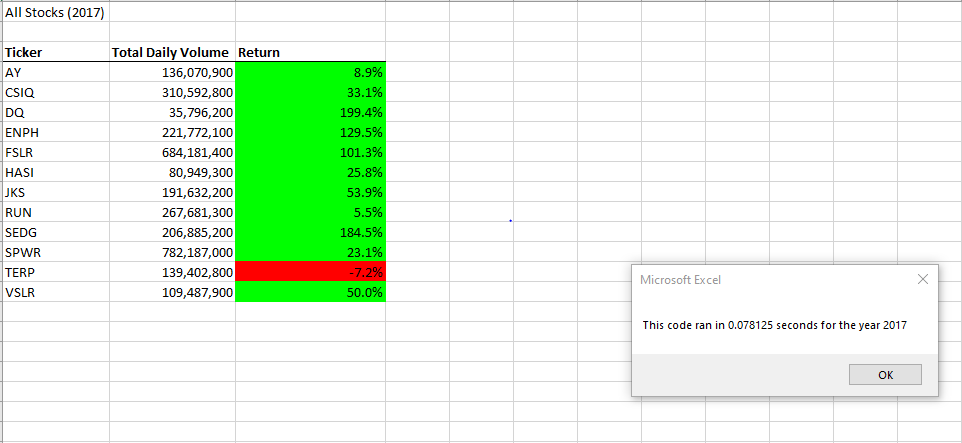 All Stocks (2017)
Ticker Total Daily Volume Return
AY 136,070,900 8.9%
CSIQ 310,592,800 33.1%
DQ 35,796,200 199.4%
ENPH 221,772,100 129.5%
FSLR 684,181,400 101.3%
HASI 80,949,300 25.8%
JKS 191,632,200 53.9%
RUN 267,681,300 5.5%
SEDG 206,885,200 184.5%
SPWR 782,187,000 23.1%
TERP 139,402,800 -7.2%
VSLR 109,487,900 50.0%
Microsoft Excel
This code ran in 0.078125 seconds for the year 2017
OK